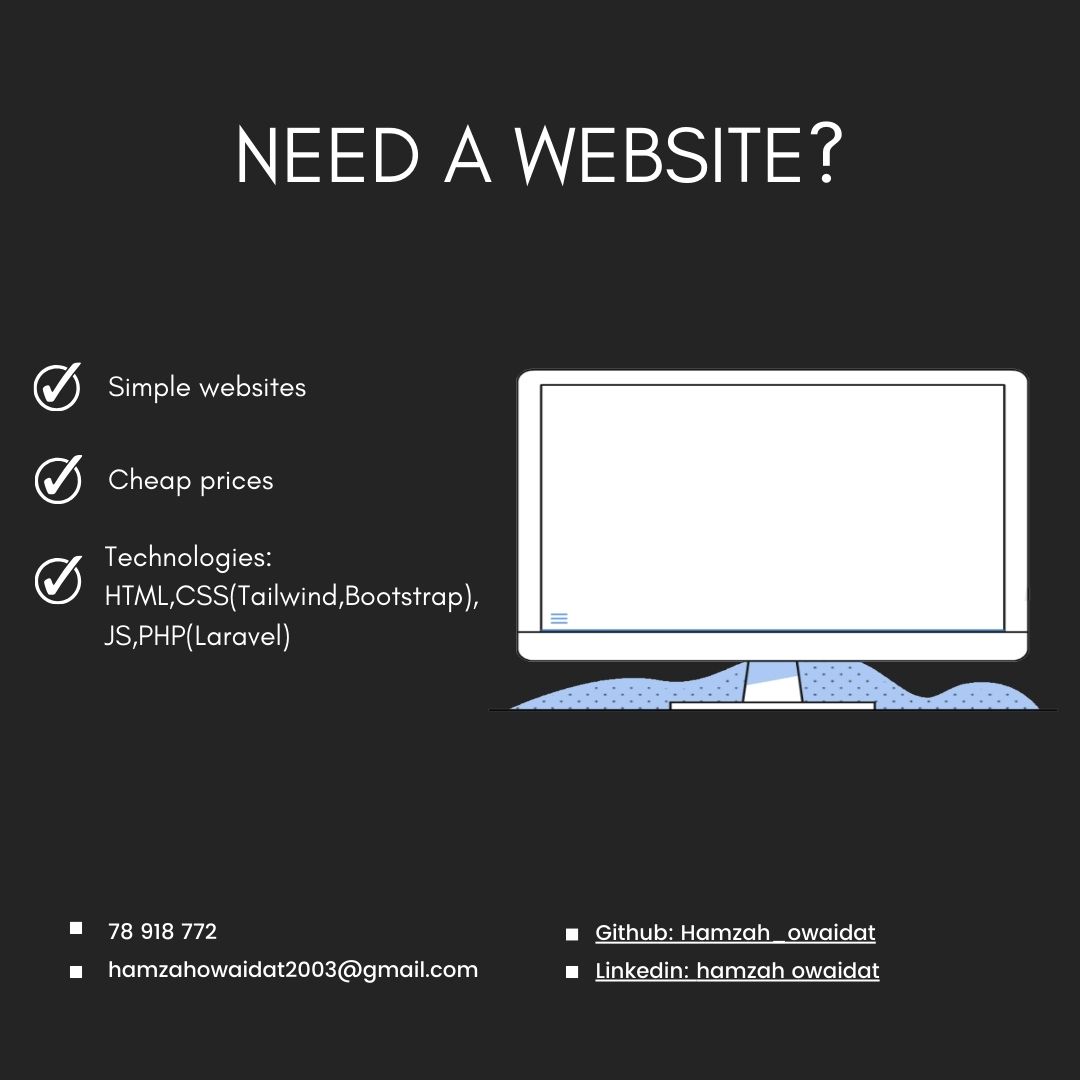 NEED A WEBSITE?
Simple websites
Cheap prices
Technologies:
HTML,CSS(Tailwind,Bootstrap),
JS,PHP(Laravel)
78 918 772
hamzahowaidat2003@gmail.com
Github: Hamzah_owaidat
Linkedin: hamzah owaidat